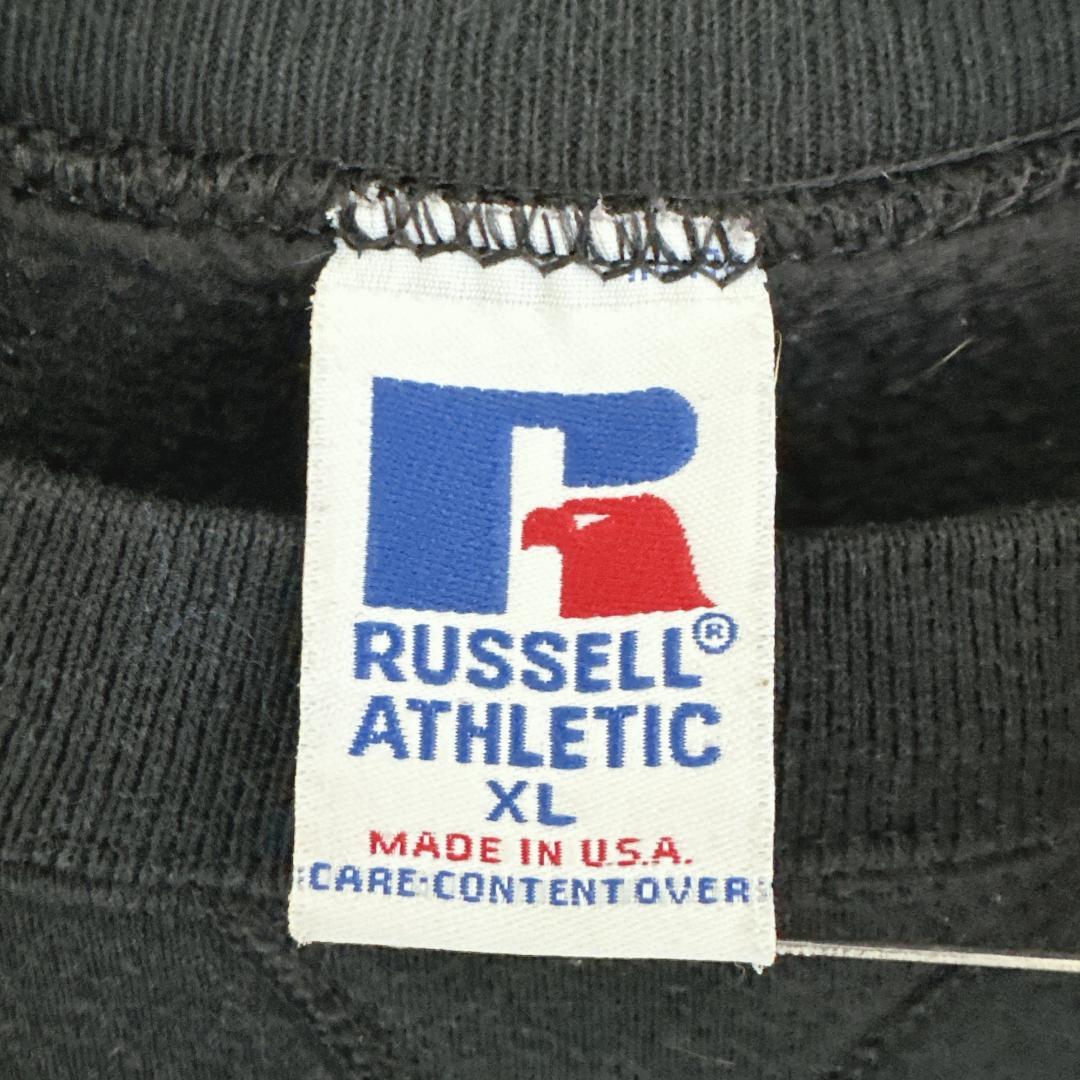 RUSSELL®
ATHLETIC
XL
MADE IN U.S.A.
CARE·CONTENT OVER